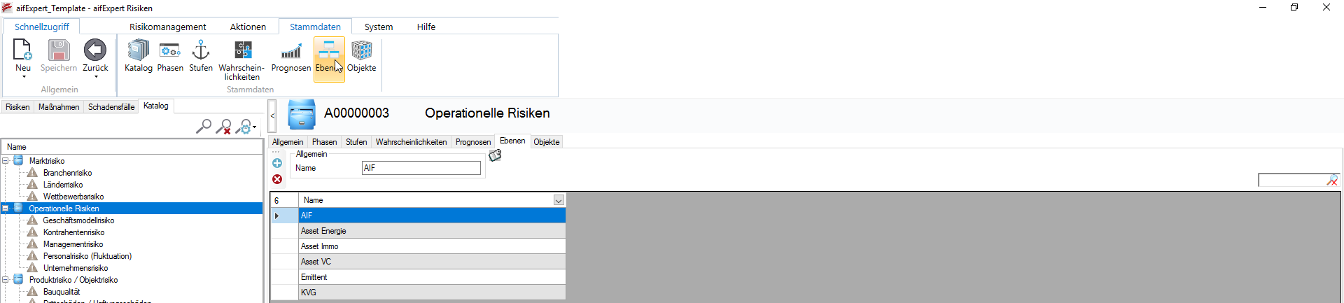 aifExpert_Template - aifExpert Risiken
Schnellzugriff Risikomanagement Aktionen Stammdaten System Hilfe
Neu Speichern Zurück Katalog Phasen Stufen Wahrschein-lichkeiten Prognosen Ebenen Objekte
Allgemein Stammdaten
Risiken Maßnahmen Schadensfälle Katalog
< A00000003 Operationelle Risiken
Allgemein Phasen Stufen Wahrscheinlichkeiten Prognosen Ebenen Objekte
Name
Marktrisiko
Branchenrisiko
Länderrisiko
Wettbewerbsrisiko
Operationelle Risiken
Geschäftsmodellrisiko
Kontrahentenrisiko
Managementrisiko
Personalrisiko (Fluktuation)
Unternehmensrisiko
Produktrisiko / Objektrisiko
Bauqualität
Allgemein
Name AIF
6 Name
AIF
Asset Energie
Asset Immo
Asset VC
Emittent
KVG